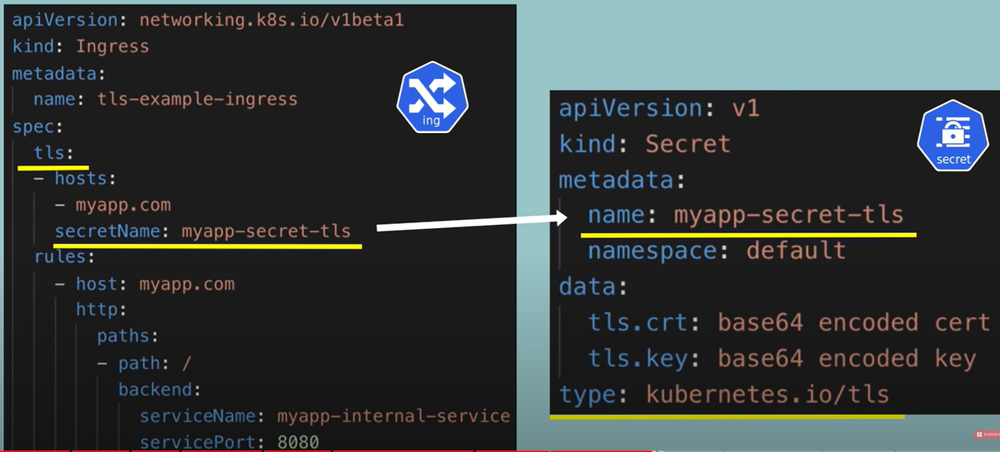 apiVersion: networking.k8s.io/v1beta1
kind: Ingress
metadata:
name: tls-example-ingress
spec:
tls:
- hosts:
- myapp.com
secretName: myapp-secret-tls
rules:
- host: myapp.com
http:
paths:
- path: /
backend:
serviceName: myapp-internal-service
servicePort: 8080
ing
apiVersion: v1
kind: Secret
metadata:
name: myapp-secret-tls
namespace: default
data:
tls.crt: base64 encoded cert
tls.key: base64 encoded key
type: kubernetes.io/tls
secret